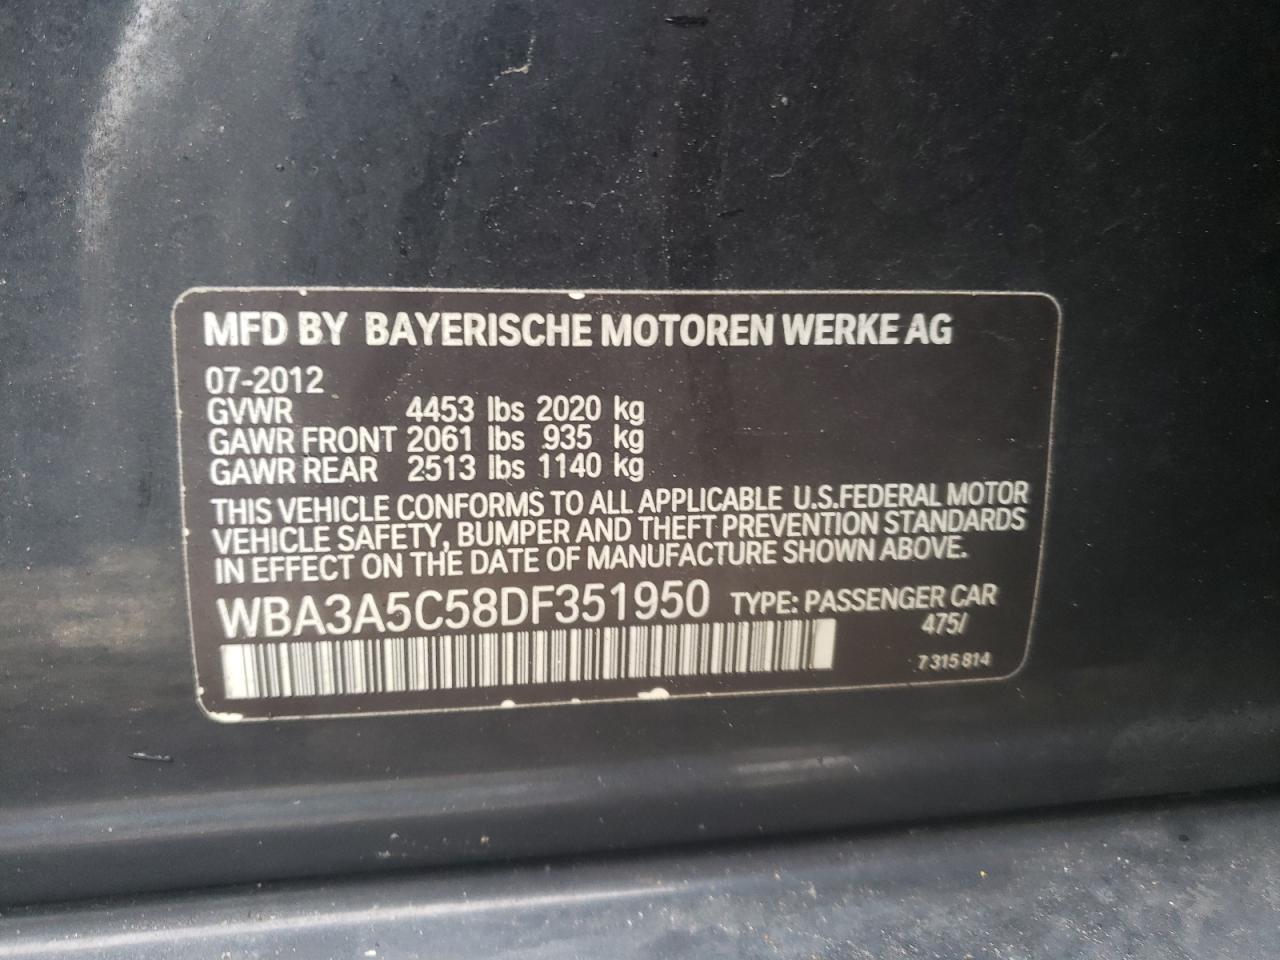 MFD BY BAYERISCHE MOTOREN WERKE AG
07-2012
GVWR 4453 lbs 2020 kg
GAWR FRONT 2061 lbs 935 kg
GAWR REAR 2513 lbs 1140 kg
THIS VEHICLE CONFORMS TO ALL APPLICABLE U.S.FEDERAL MOTOR
VEHICLE SAFETY, BUMPER AND THEFT PREVENTION STANDARDS
IN EFFECT ON THE DATE OF MANUFACTURE SHOWN ABOVE.
WBA3A5C58DF351950 TYPE: PASSENGER CAR
475/
7 315 814